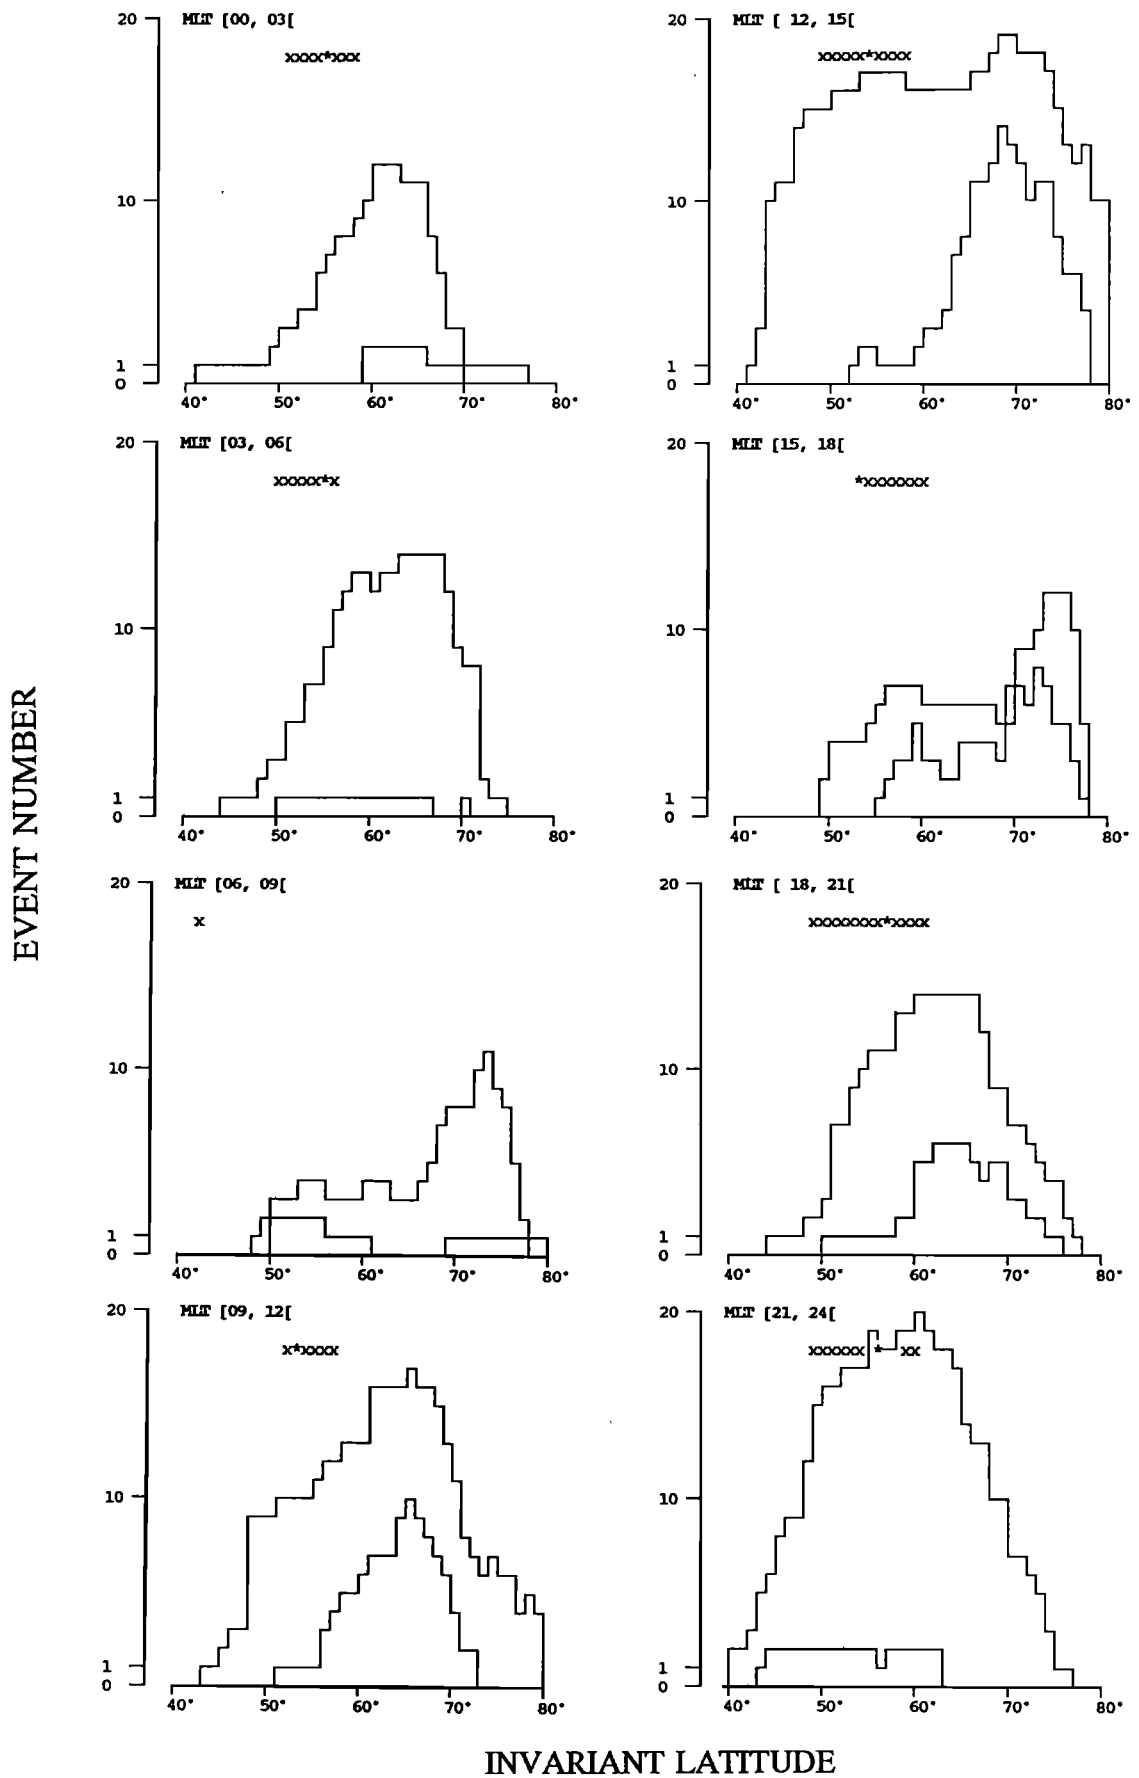 EVENT NUMBER
20
MLT [00, 03[
xxxx*xxx
10
1
0
40° 50° 60° 70° 80°
20
MLT [03, 06[
xxxxx*x
10
1
0
40° 50° 60° 70° 80°
20
MLT [06, 09[
x
10
1
0
40° 50° 60° 70° 80°
20
MLT [09, 12[
x*xxxx
10
1
0
40° 50° 60° 70° 80°
20
MLT [ 12, 15[
xxxxx*xxxx
10
1
0
40° 50° 60° 70° 80°
20
MLT [15, 18[
*xxxxxxx
10
1
0
40° 50° 60° 70° 80°
20
MLT [ 18, 21[
xxxxxxxx*xxxx
10
1
0
40° 50° 60° 70° 80°
20
MLT [21, 24[
xxxxxx * xx
10
1
0
40° 50° 60° 70° 80°
INVARIANT LATITUDE